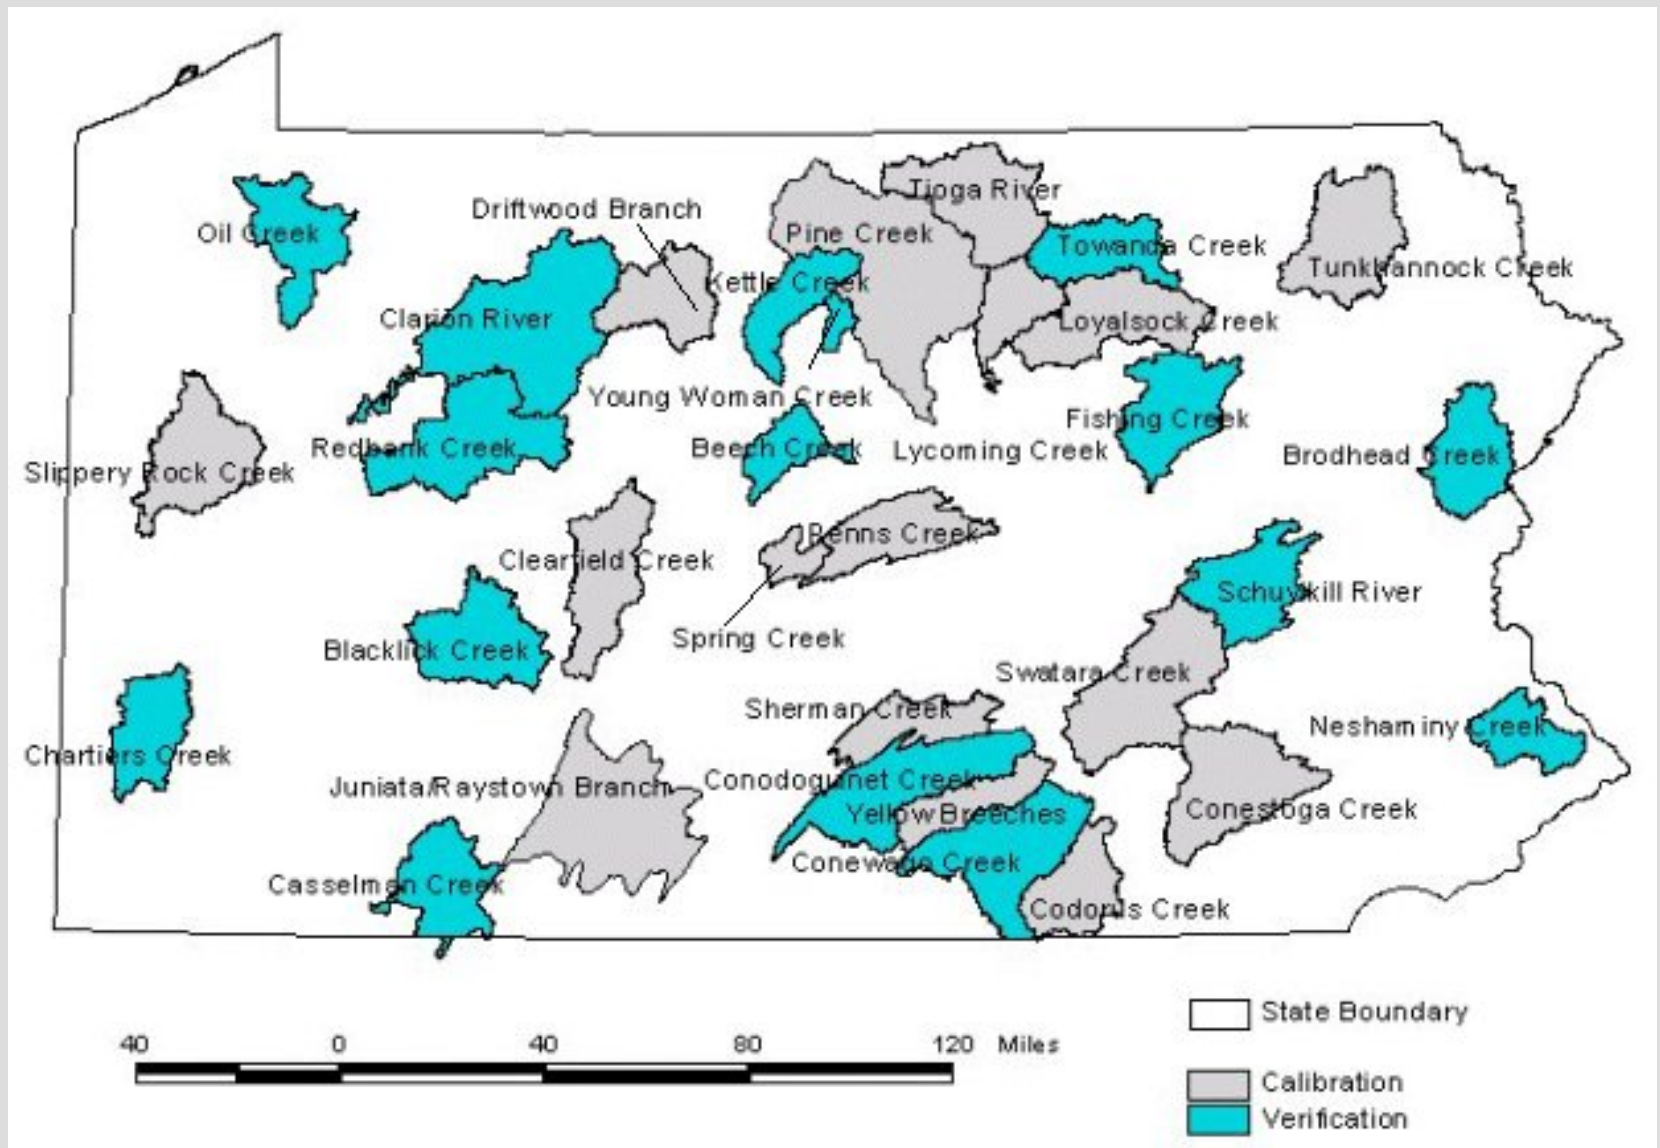 Tioga River
Driftwood Branch
Oil Creek
Pine Creek
Towanda Creek
Tunkhannock Creek
Kettle Creek
Clarion River
Loyalsock Creek
Young Woman Creek
Fishing Creek
Redbank Creek
Beech Creek
Lycoming Creek
Brodhead Creek
Slippery Rock Creek
Penns Creek
Clearfield Creek
Schuylkill River
Spring Creek
Blacklick Creek
Swatara Creek
Sherman Creek
Neshaminy Creek
Chartiers Creek
Juniata/Raystown Branch
Conodoguinet Creek
Yellow Breeches
Conestoga Creek
Conewago Creek
Casselman Creek
Codorus Creek
State Boundary
40 0 40 80 120 Miles
Calibration
Verification